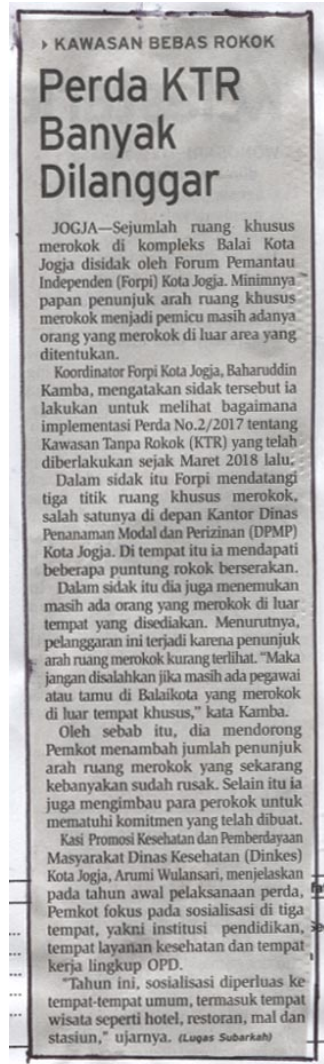 › KAWASAN BEBAS ROKOK
Perda KTR
Banyak
Dilanggar
JOGJA—Sejumlah ruang khusus
merokok di kompleks Balai Kota
Jogja disidak oleh Forum Pemantau
Independen (Forpi) Kota Jogja. Minimnya
papan penunjuk arah ruang khusus
merokok menjadi pemicu masih adanya
orang yang merokok di luar area yang
ditentukan.
Koordinator Forpi Kota Jogja, Baharuddin
Kamba, mengatakan sidak tersebut ia
lakukan untuk melihat bagaimana
implementasi Perda No.2/2017 tentang
Kawasan Tanpa Rokok (KTR) yang telah
diberlakukan sejak Maret 2018 lalu.
Dalam sidak itu Forpi mendatangi
tiga titik ruang khusus merokok,
salah satunya di depan Kantor Dinas
Penanaman Modal dan Perizinan (DPMP)
Kota Jogja. Di tempat itu ia mendapati
beberapa puntung rokok berserakan.
Dalam sidak itu dia juga menemukan
masih ada orang yang merokok di luar
tempat yang disediakan. Menurutnya,
pelanggaran ini terjadi karena penunjuk
arah ruang merokok kurang terlihat. “Maka
jangan disalahkan jika masih ada pegawai
atau tamu di Balaikota yang merokok
di luar tempat khusus,” kata Kamba.
Oleh sebab itu, dia mendorong
Pemkot menambah jumlah penunjuk
arah ruang merokok yang sekarang
kebanyakan sudah rusak. Selain itu ia
juga mengimbau para perokok untuk
mematuhi komitmen yang telah dibuat.
Kasi Promosi Kesehatan dan Pemberdayaan
Masyarakat Dinas Kesehatan (Dinkes)
Kota Jogja, Arumi Wulansari, menjelaskan
pada tahun awal pelaksanaan perda,
Pemkot fokus pada sosialisasi di tiga
tempat, yakni institusi pendidikan,
tempat layanan kesehatan dan tempat
kerja lingkup OPD.
“Tahun ini, sosialisasi diperluas ke
tempat-tempat umum, termasuk tempat
wisata seperti hotel, restoran, mal dan
stasiun,” ujarnya. (Lugas Subarkah)